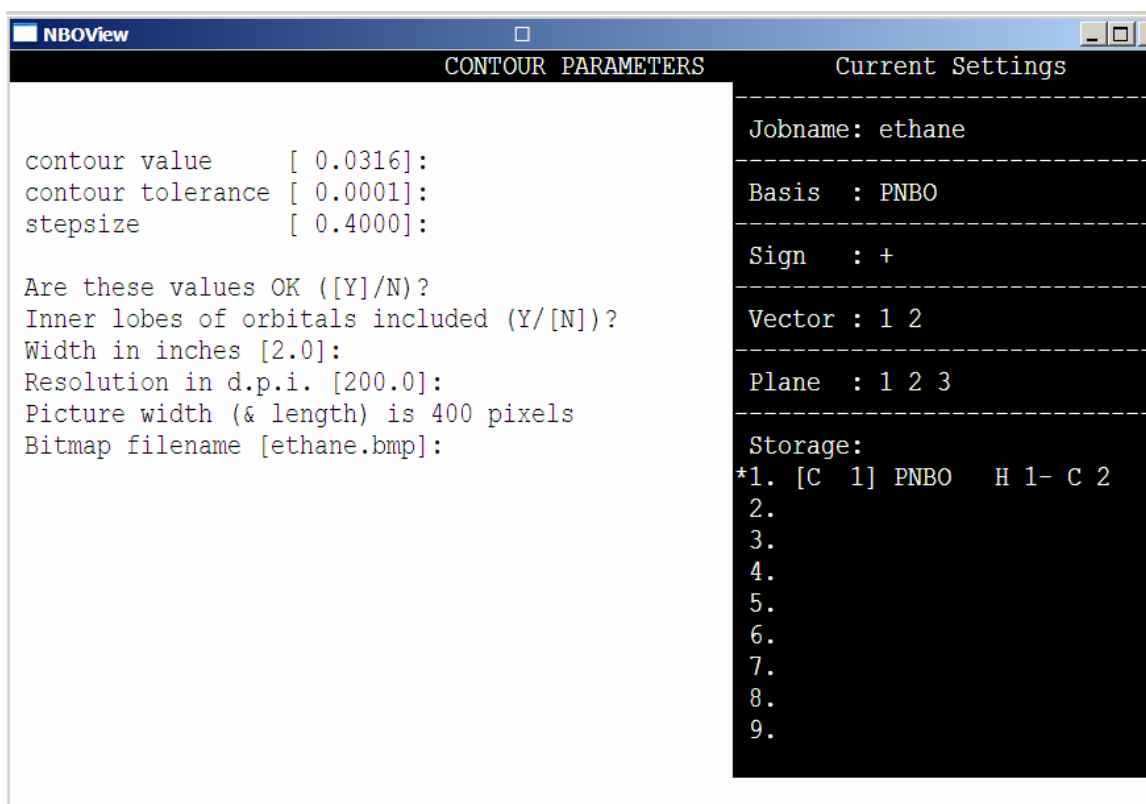 NBOView
CONTOUR PARAMETERS
contour value     [ 0.0316]:
contour tolerance [ 0.0001]:
stepsize          [ 0.4000]:
Are these values OK ([Y]/N)?
Inner lobes of orbitals included (Y/[N])?
Width in inches [2.0]:
Resolution in d.p.i. [200.0]:
Picture width (& length) is 400 pixels
Bitmap filename [ethane.bmp]:
Current Settings
--------------------------
Jobname: ethane
--------------------------
Basis  : PNBO
--------------------------
Sign   : +
--------------------------
Vector : 1 2
--------------------------
Plane  : 1 2 3
--------------------------
Storage:
*1. [C  1] PNBO   H 1- C 2
2.
3.
4.
5.
6.
7.
8.
9.